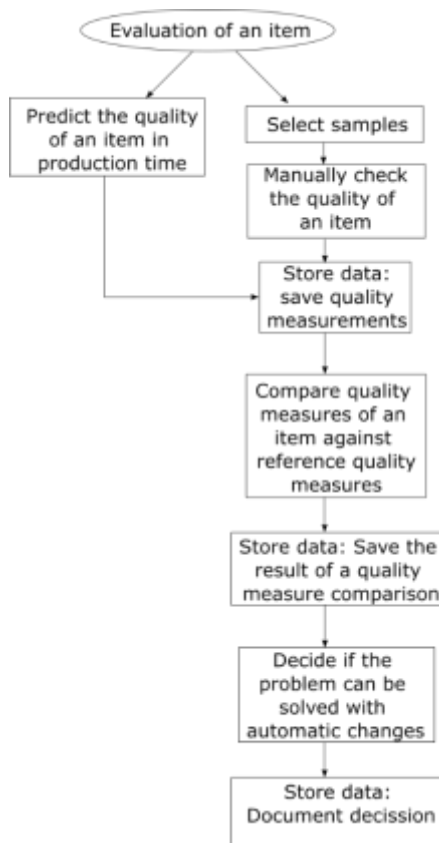 Evaluation of an item
Predict the quality
of an item in
production time
Select samples
Manually check
the quality of
an item
Store data:
save quality
measurements
Compare quality
measures of an
item against
reference quality
measures
Store data: Save the
result of a quality
measure comparison
Decide if the
problem can be
solved with
automatic changes
Store data:
Document decission